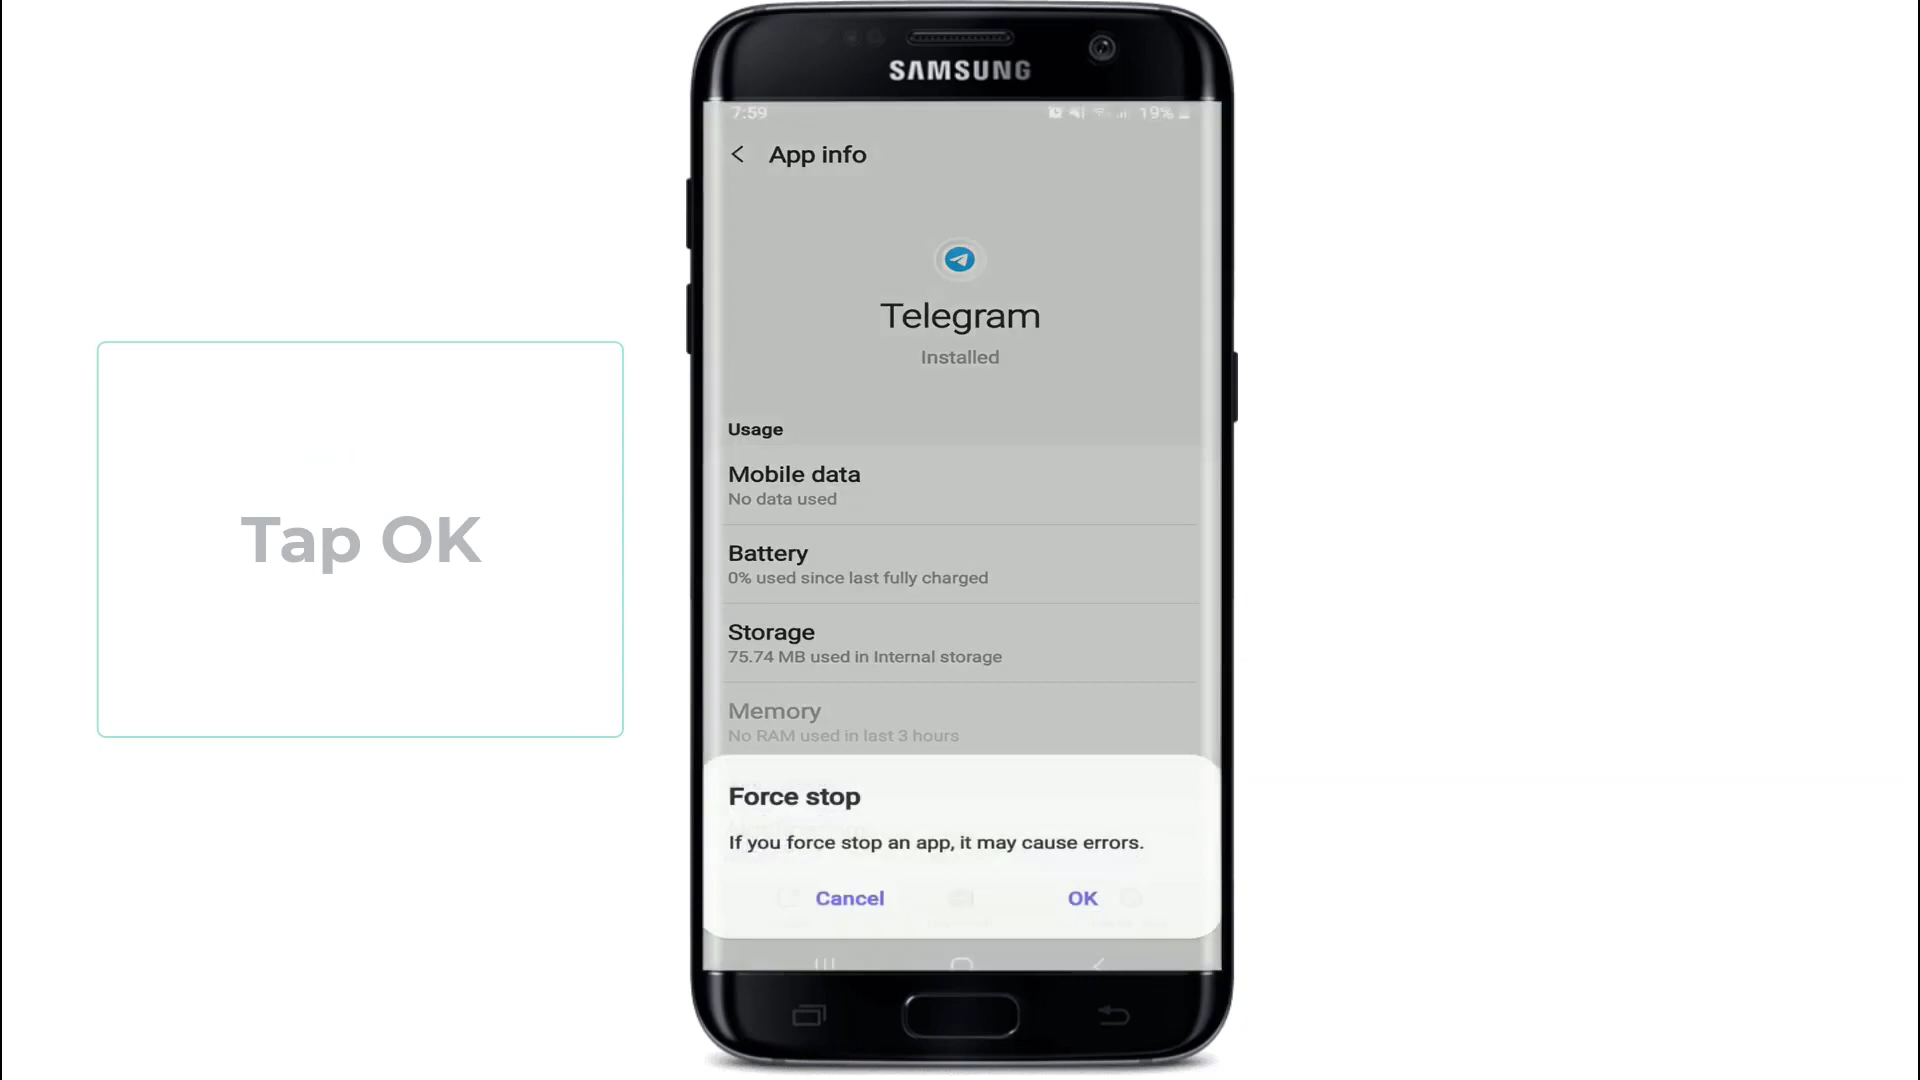 SAMSUNG
7:59
19%
App info
Telegram
Installed
Usage
Mobile data
No data used
Battery
0% used since last fully charged
Storage
75.74 MB used in Internal storage
Memory
No RAM used in last 3 hours
Force stop
If you force stop an app, it may cause errors.
Cancel
OK
Tap OK